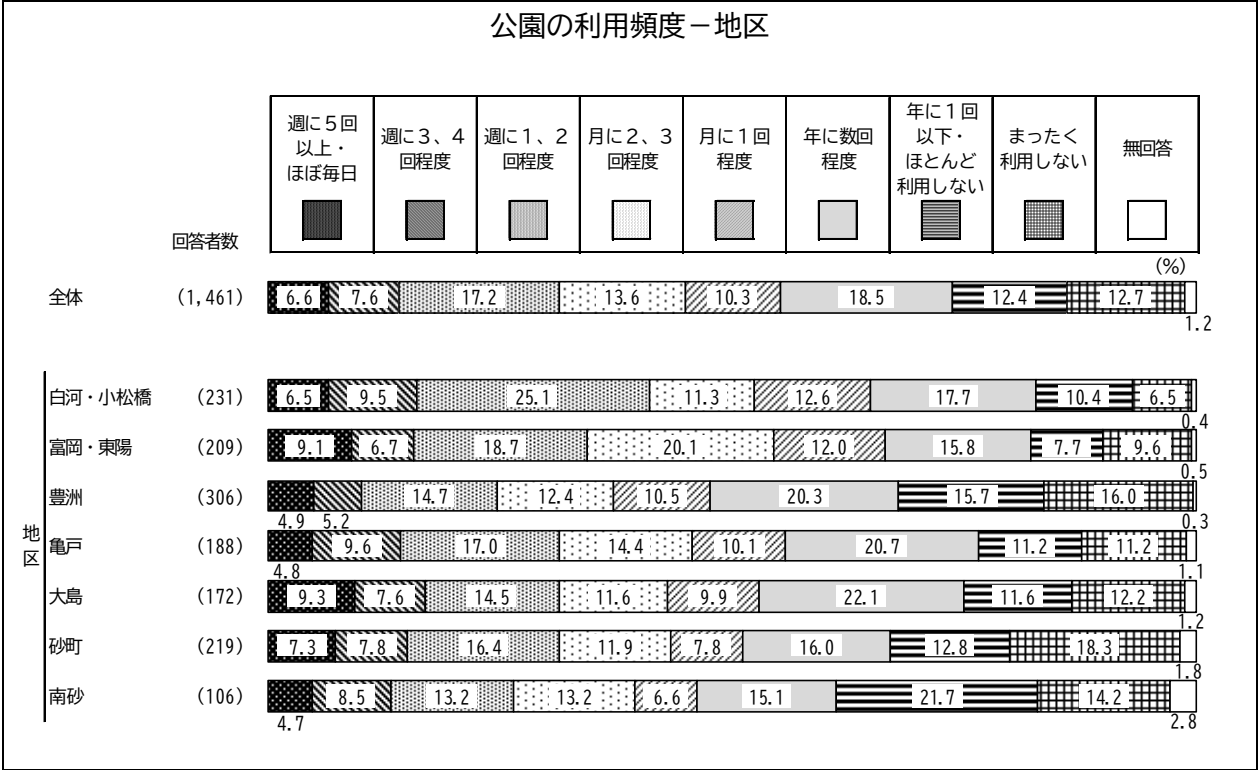 公園の利用頻度－地区
週に５回
以上・
ほぼ毎日
週に３、４
回程度
週に１、２
回程度
月に２、３
回程度
月に１回
程度
年に数回
程度
年に１回
以下・
ほとんど
利用しない
まったく
利用しない
無回答
回答者数
(%)
全体 (1,461) 6.6 7.6 17.2 13.6 10.3 18.5 12.4 12.7
1.2
地区
白河・小松橋 (231) 6.5 9.5 25.1 11.3 12.6 17.7 10.4 6.5
0.4
富岡・東陽 (209) 9.1 6.7 18.7 20.1 12.0 15.8 7.7 9.6
0.5
豊洲 (306) 14.7 12.4 10.5 20.3 15.7 16.0
4.9 5.2 0.3
亀戸 (188) 9.6 17.0 14.4 10.1 20.7 11.2 11.2
4.8 1.1
大島 (172) 9.3 7.6 14.5 11.6 9.9 22.1 11.6 12.2
1.2
砂町 (219) 7.3 7.8 16.4 11.9 7.8 16.0 12.8 18.3
1.8
南砂 (106) 8.5 13.2 13.2 6.6 15.1 21.7 14.2
4.7 2.8